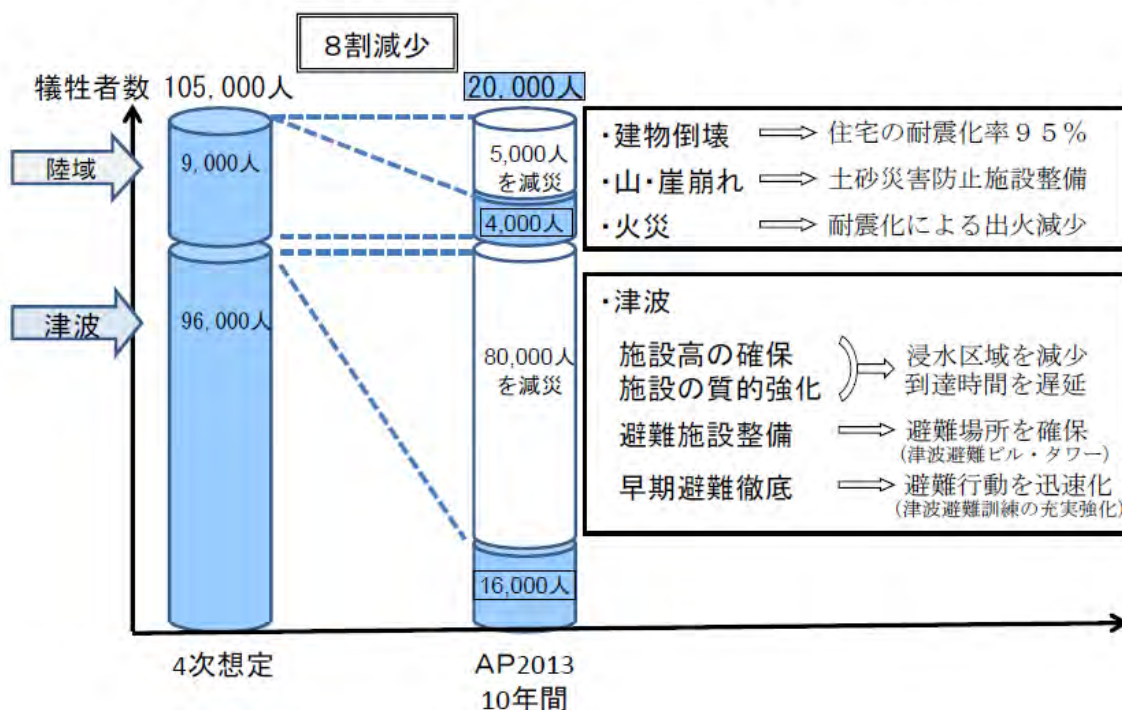 8割減少
犠牲者数 105,000人
20,000人
陸域
9,000人
5,000人
を減災
4,000人
・建物倒壊 ⇒ 住宅の耐震化率95%
・山・崖崩れ ⇒ 土砂災害防止施設整備
・火災 ⇒ 耐震化による出火減少
津波
96,000人
80,000人
を減災
16,000人
・津波
施設高の確保
施設の質的強化
⇒ 浸水区域を減少
到達時間を遅延
避難施設整備 ⇒ 避難場所を確保
(津波避難ビル・タワー)
早期避難徹底 ⇒ 避難行動を迅速化
(津波避難訓練の充実強化)
4次想定
AP2013
10年間